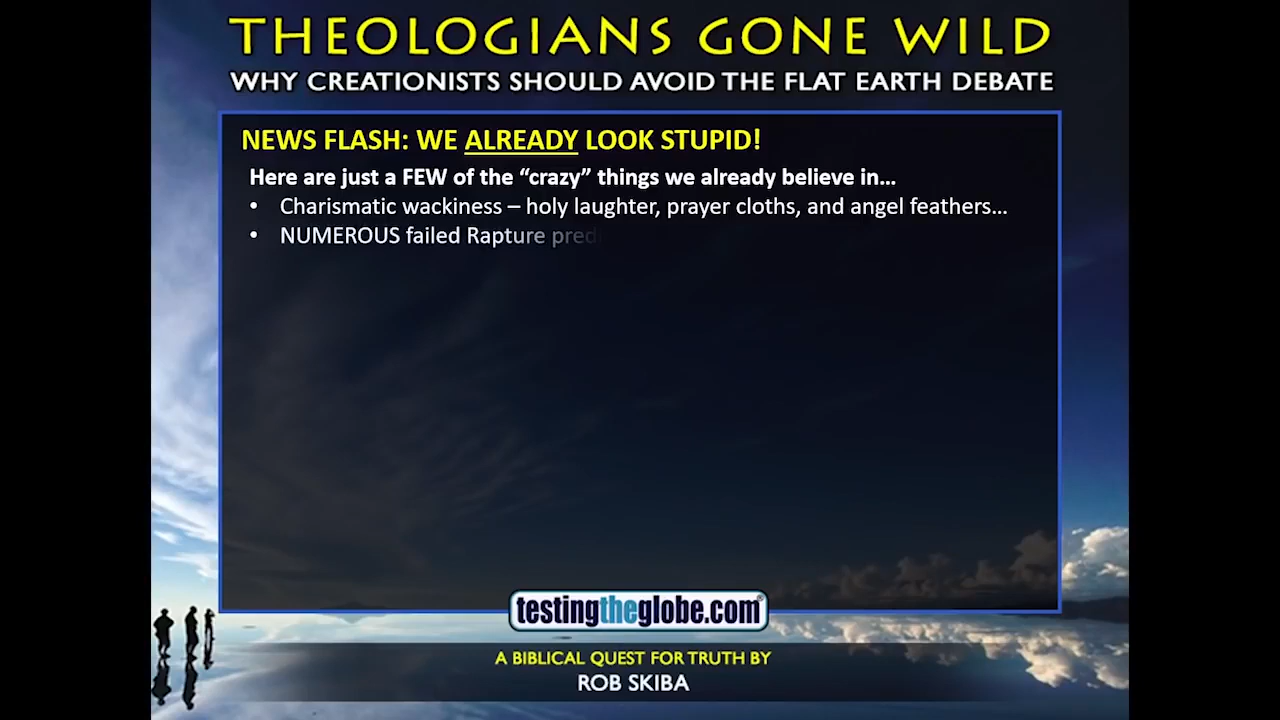 THEOLOGIANS GONE WILD
WHY CREATIONISTS SHOULD AVOID THE FLAT EARTH DEBATE
NEWS FLASH: WE ALREADY LOOK STUPID!
Here are just a FEW of the “crazy” things we already believe in…
• Charismatic wackiness – holy laughter, prayer cloths, and angel feathers…
• NUMEROUS failed Rapture
testingtheglobe.com®
A BIBLICAL QUEST FOR TRUTH BY
ROB SKIBA